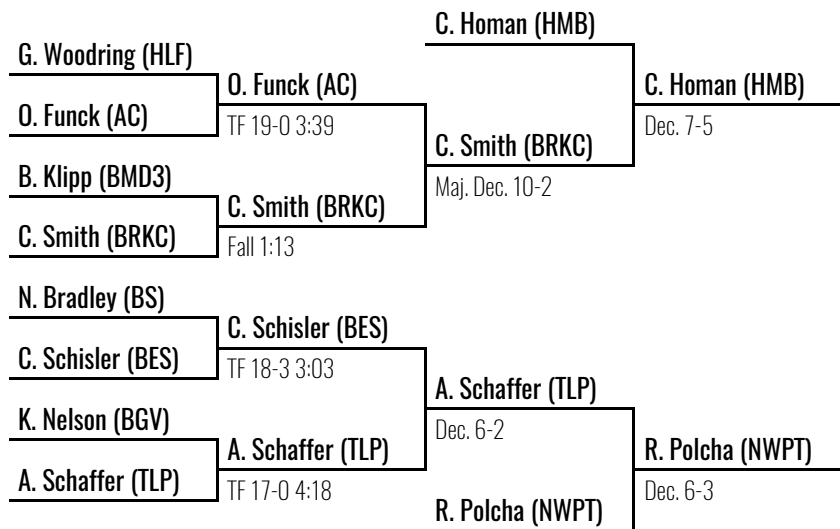 C. Homan (HMB)
G. Woodring (HLF)
O. Funck (AC)
C. Homan (HMB)
O. Funck (AC)
TF 19-0 3:39
Dec. 7-5
C. Smith (BRKC)
B. Klipp (BMD3)
Maj. Dec. 10-2
C. Smith (BRKC)
C. Smith (BRKC)
Fall 1:13
N. Bradley (BS)
C. Schisler (BES)
C. Schisler (BES)
TF 18-3 3:03
A. Schaffer (TLP)
K. Nelson (BGV)
Dec. 6-2
A. Schaffer (TLP)
R. Polcha (NWPT)
A. Schaffer (TLP)
TF 17-0 4:18
Dec. 6-3
R. Polcha (NWPT)